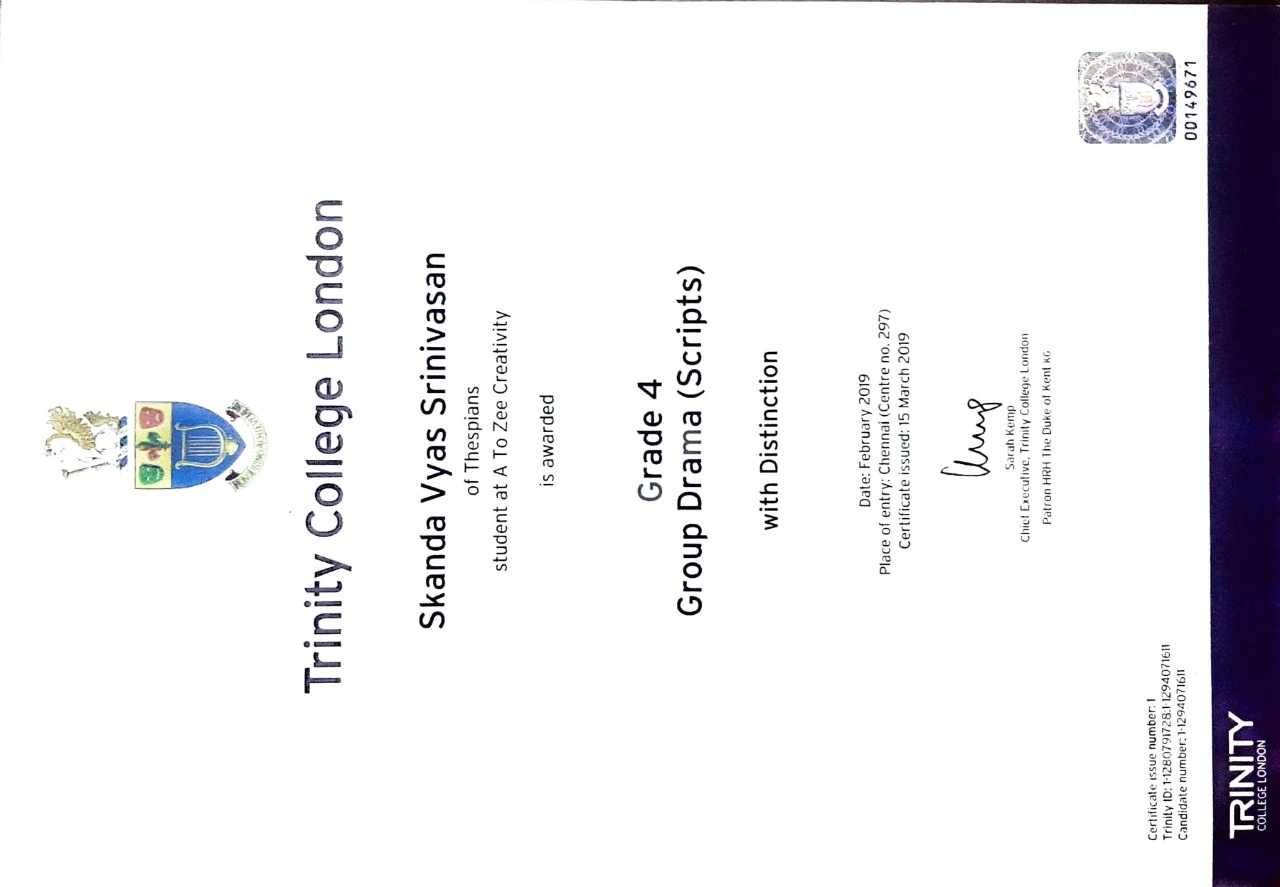 Trinity College London
Skanda Vyas Srinivasan
of Thespians
student at A To Zee Creativity
is awarded
Grade 4
Group Drama (Scripts)
with Distinction
Date: February 2019
Place of entry: Chennai (Centre no. 297)
Certificate issued: 15 March 2019
Sarah Kemp
Chief Executive, Trinity College London
Patron HRH The Duke of Kent KG
Certificate issue number: 1
Trinity ID: 1-1280791728:1-1294071611
Candidate number: 1-1294071611
00149671
TRINITY
COLLEGE LONDON